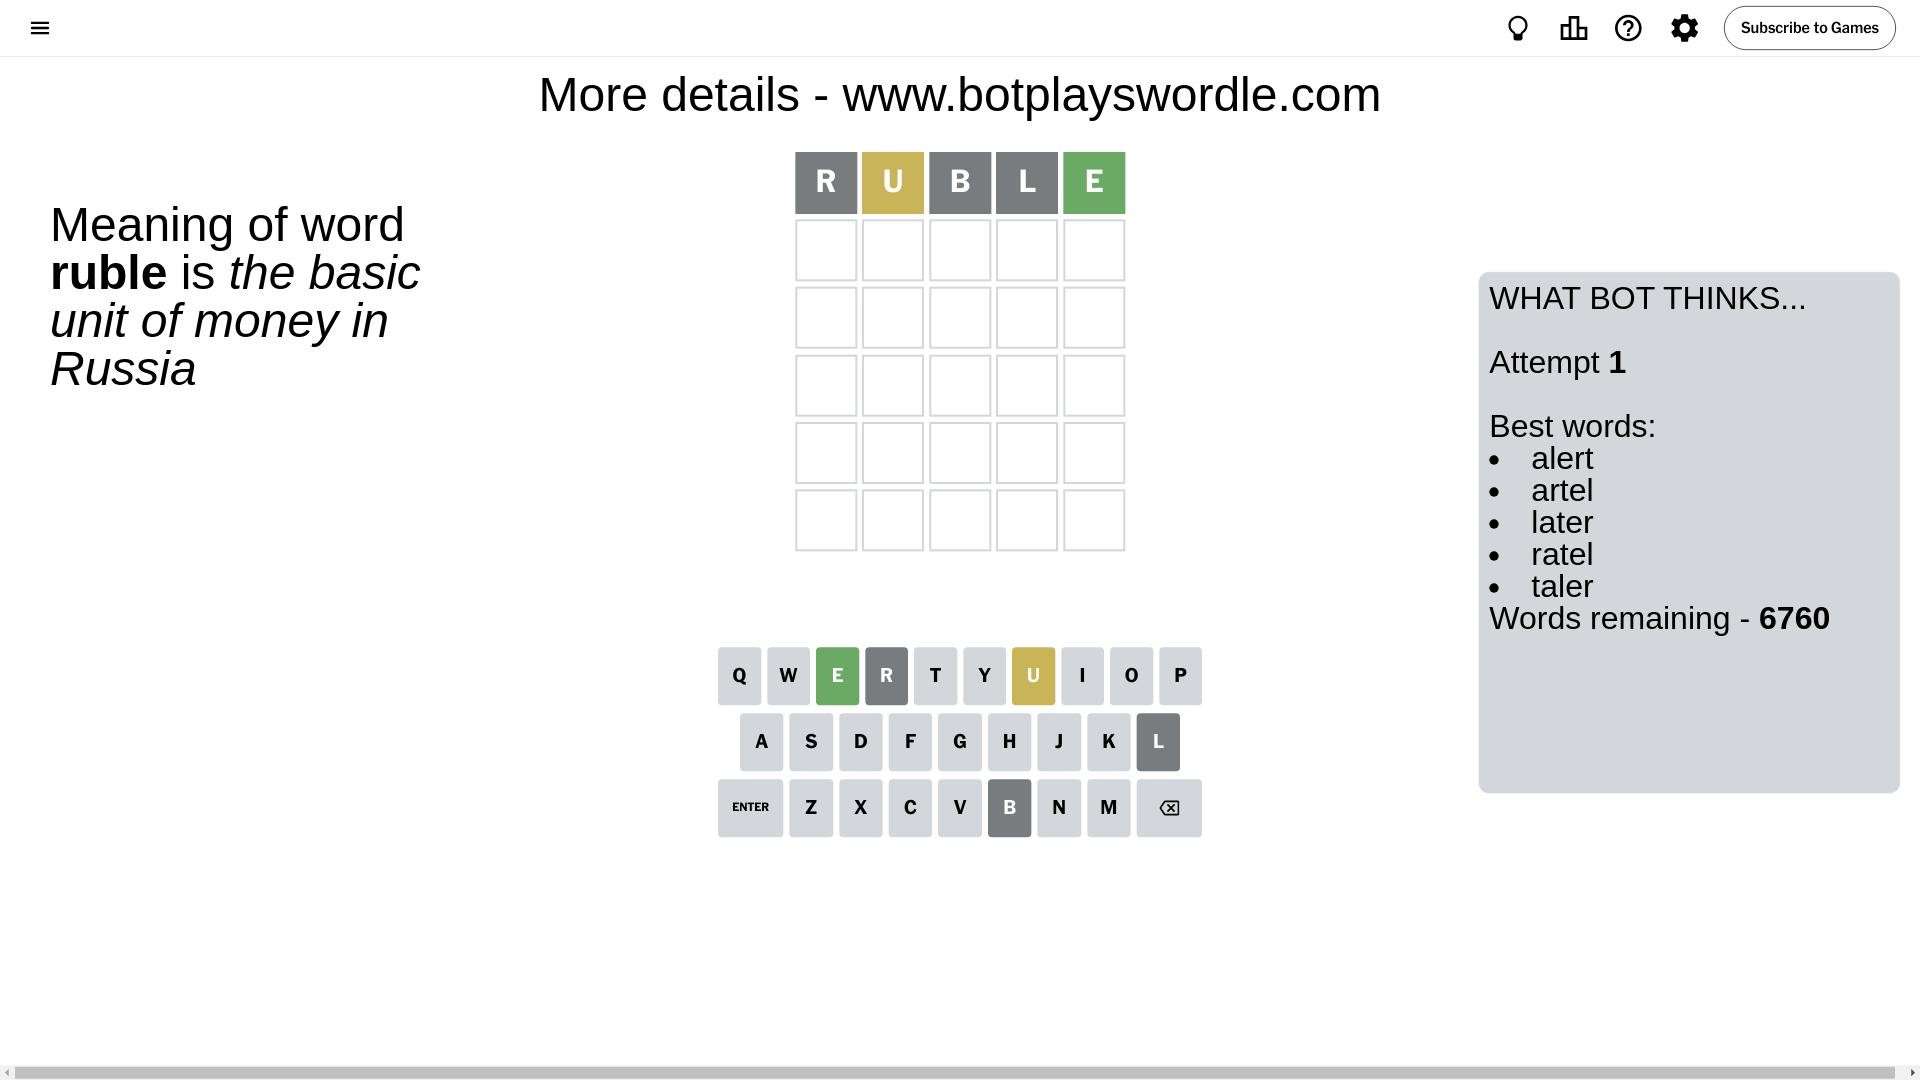 Subscribe to Games
More details - www.botplayswordle.com
Meaning of word
ruble is the basic
unit of money in
Russia
R U B L E
WHAT BOT THINKS...
Attempt 1
Best words:
• alert
• artel
• later
• ratel
• taler
Words remaining - 6760
Q W E R T Y U I O P
A S D F G H J K L
ENTER Z X C V B N M